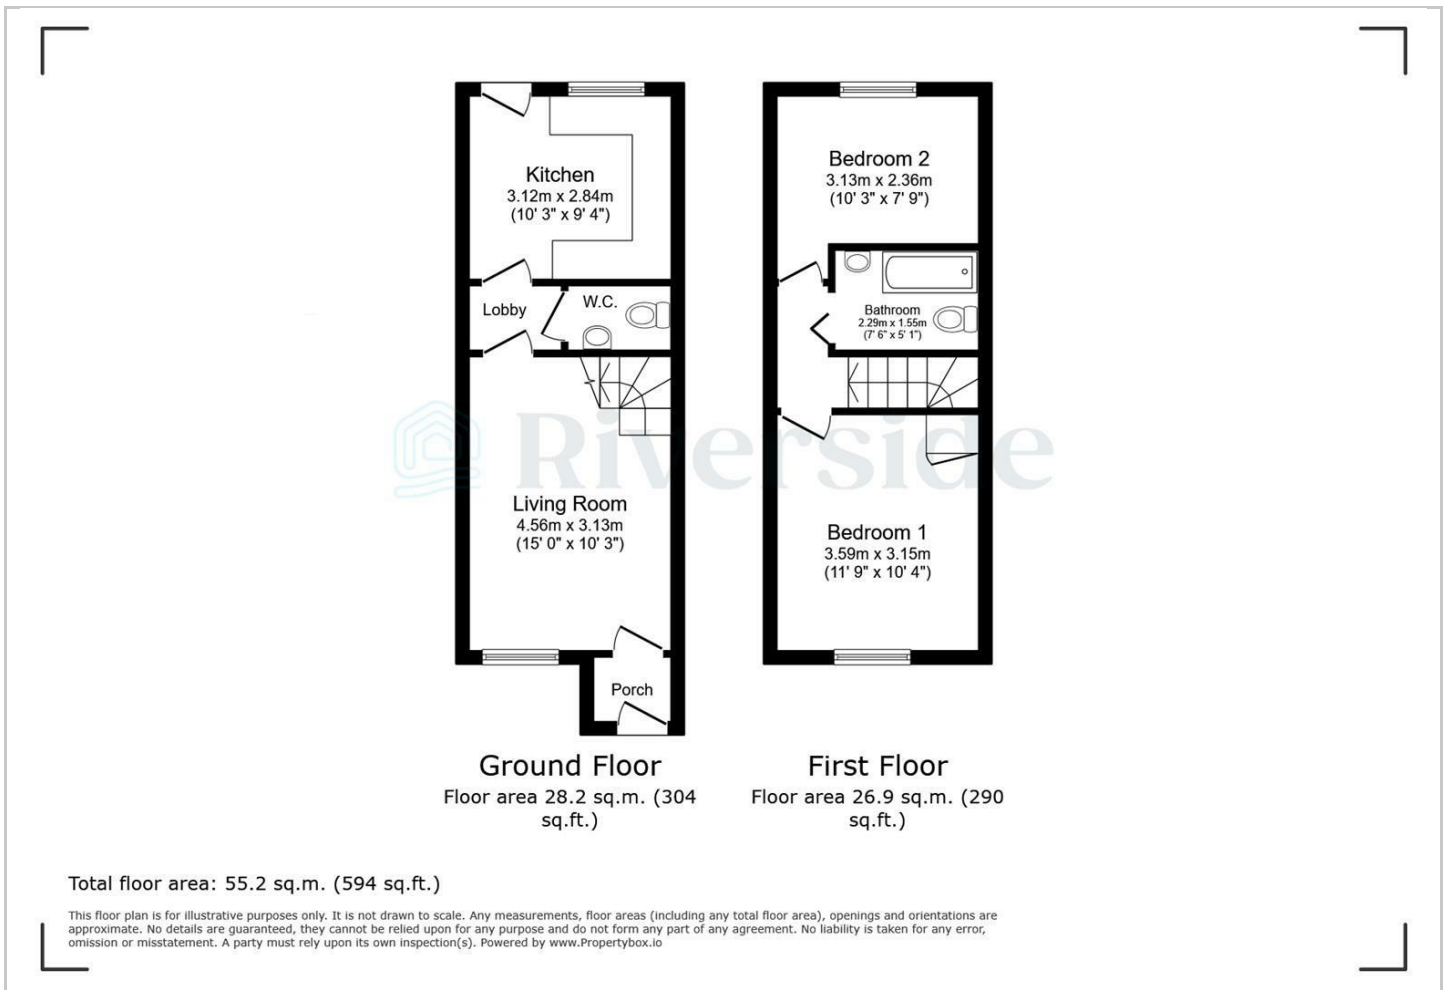 Kitchen
3.12m x 2.84m
(10' 3" x 9' 4")
Lobby
W.C.
Living Room
4.56m x 3.13m
(15' 0" x 10' 3")
Porch
Bedroom 2
3.13m x 2.36m
(10' 3" x 7' 9")
Bathroom
2.29m x 1.55m
(7' 6" x 5' 1")
Bedroom 1
3.59m x 3.15m
(11' 9" x 10' 4")
Riverside
Ground Floor
Floor area 28.2 sq.m. (304
sq.ft.)
First Floor
Floor area 26.9 sq.m. (290
sq.ft.)
Total floor area: 55.2 sq.m. (594 sq.ft.)
This floor plan is for illustrative purposes only. It is not drawn to scale. Any measurements, floor areas (including any total floor area), openings and orientations are
approximate. No details are guaranteed, they cannot be relied upon for any purpose and do not form any part of any agreement. No liability is taken for any error,
omission or misstatement. A party must rely upon its own inspection(s). Powered by www.Propertybox.io